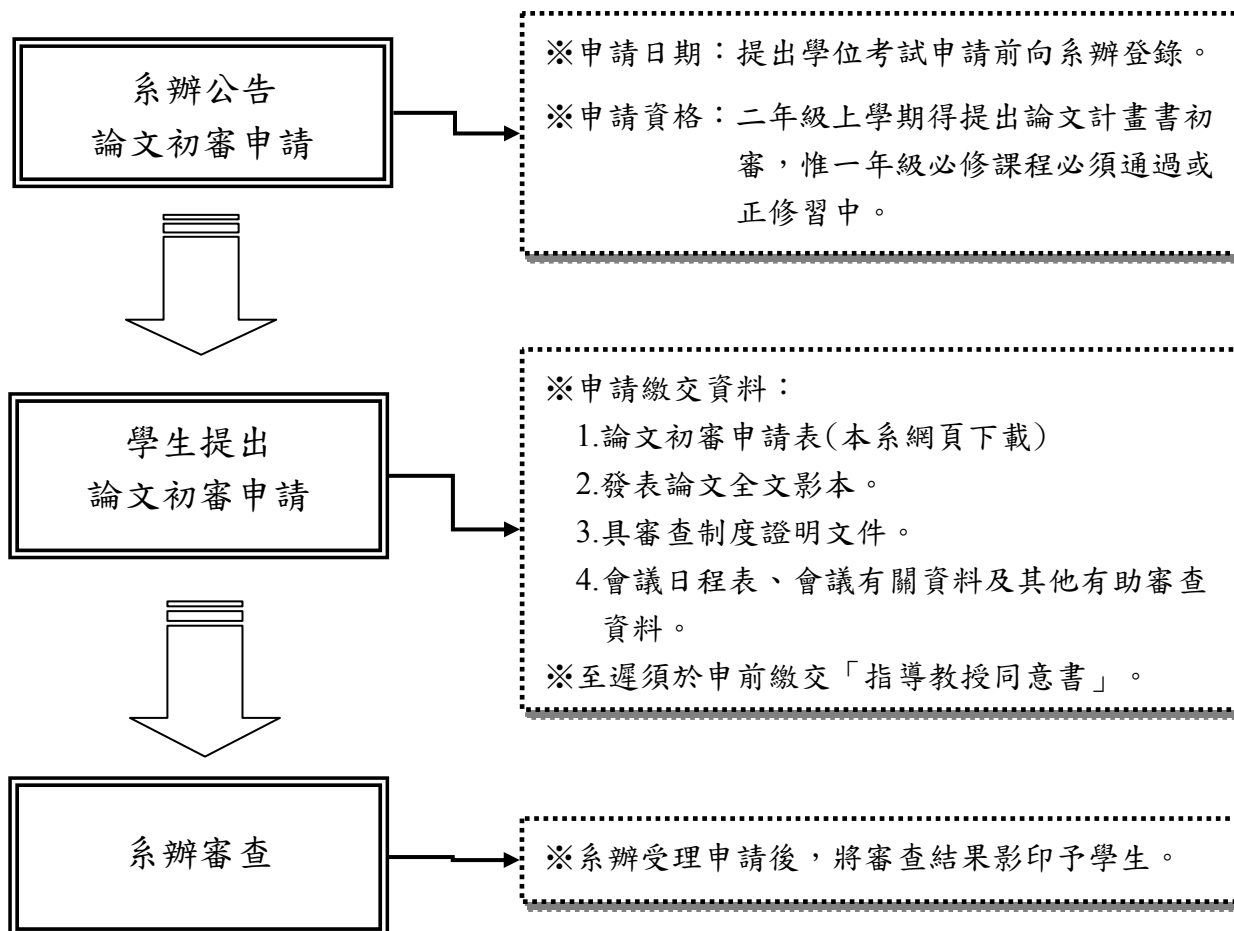 系辦公告
論文初審申請
※申請日期：提出學位考試申請前向系辦登錄。
※申請資格：二年級上學期得提出論文計畫書初
審，惟一年級必修課程必須通過或
正修習中。
學生提出
論文初審申請
※申請繳交資料：
1.論文初審申請表(本系網頁下載)
2.發表論文全文影本。
3.具審查制度證明文件。
4.會議日程表、會議有關資料及其他有助審查
資料。
※至遲須於申前繳交「指導教授同意書」。
系辦審查
※系辦受理申請後，將審查結果影印予學生。